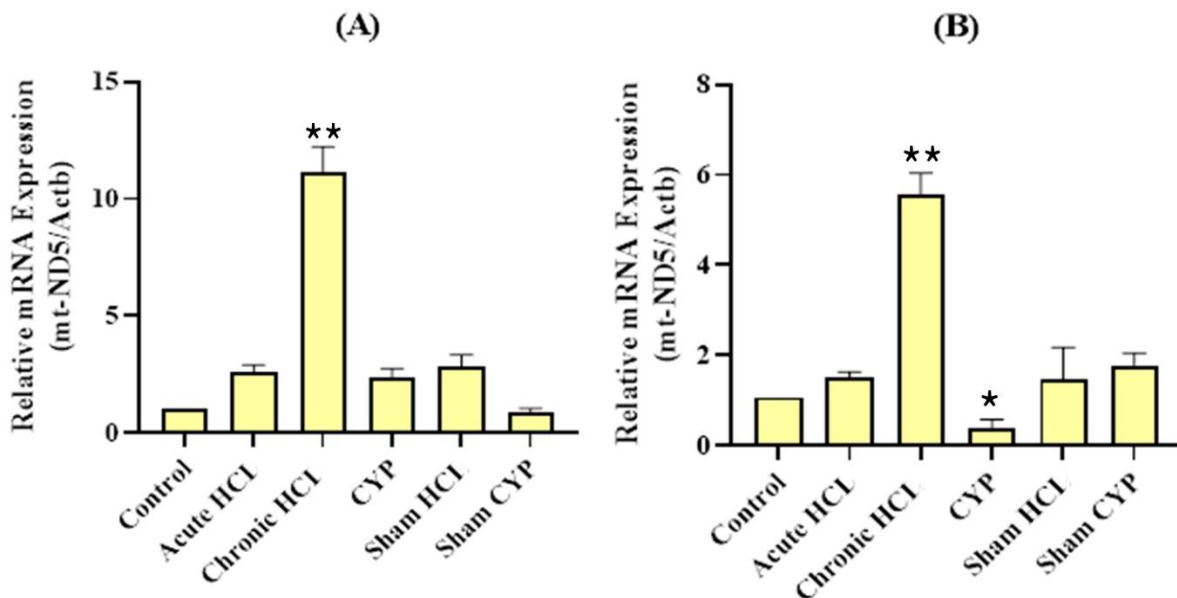 (A)
Relative mRNA Expression
(mt-ND5/Actb)
15
10
5
0
**
Control
Acute HCL
Chronic HCL
CYP
Sham HCL
Sham CYP
(B)
Relative mRNA Expression
(mt-ND5/Actb)
8
6
4
2
0
**
*
Control
Acute HCL
Chronic HCL
CYP
Sham HCL
Sham CYP